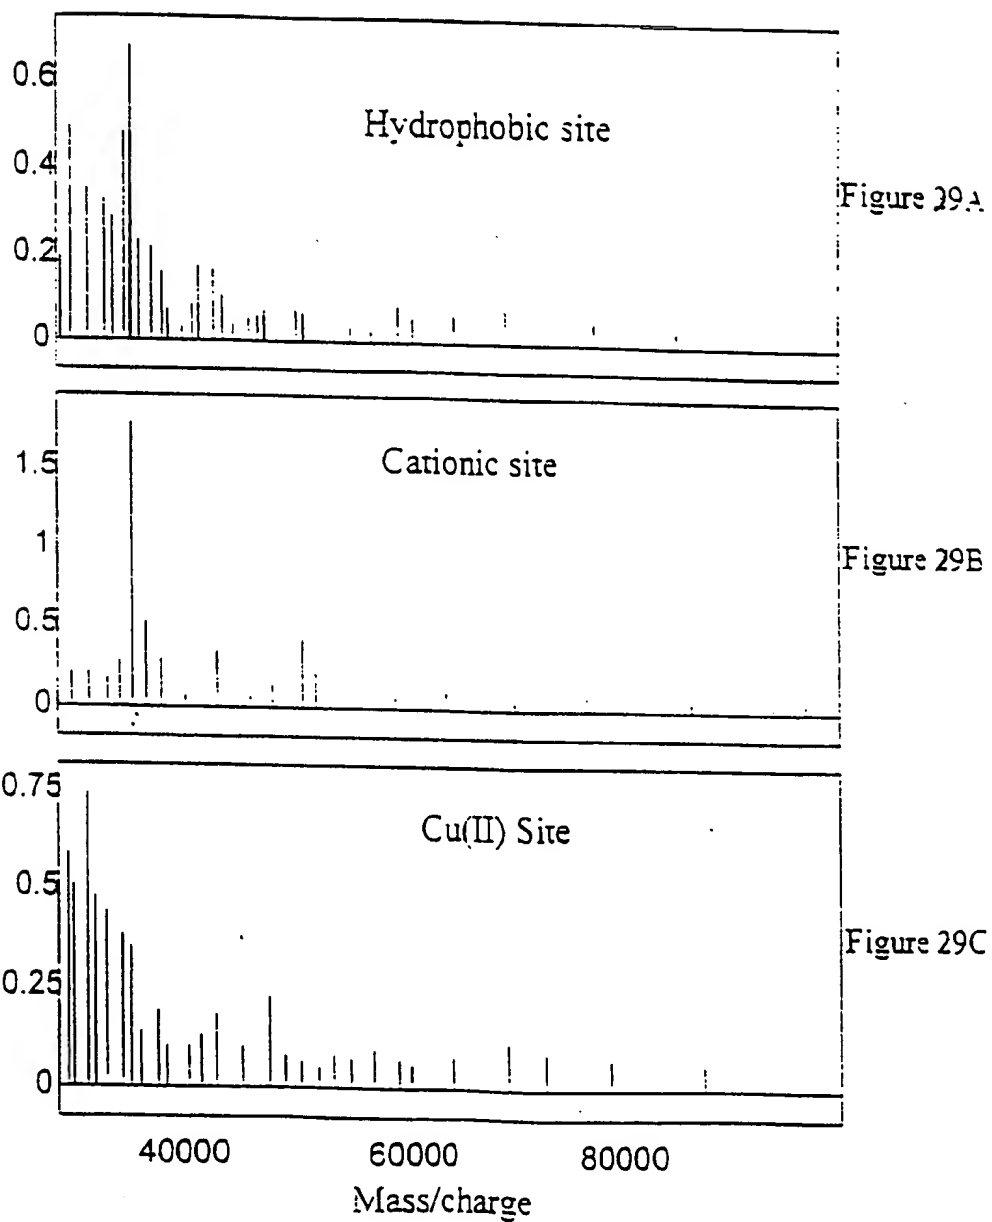 0.6
0.4
0.2
0
Hydrophobic site
Figure 29A
1.5
1
0.5
0
Cationic site
Figure 29B
0.75
0.5
0.25
0
Cu(II) Site
Figure 29C
40000 60000 80000
Mass/charge